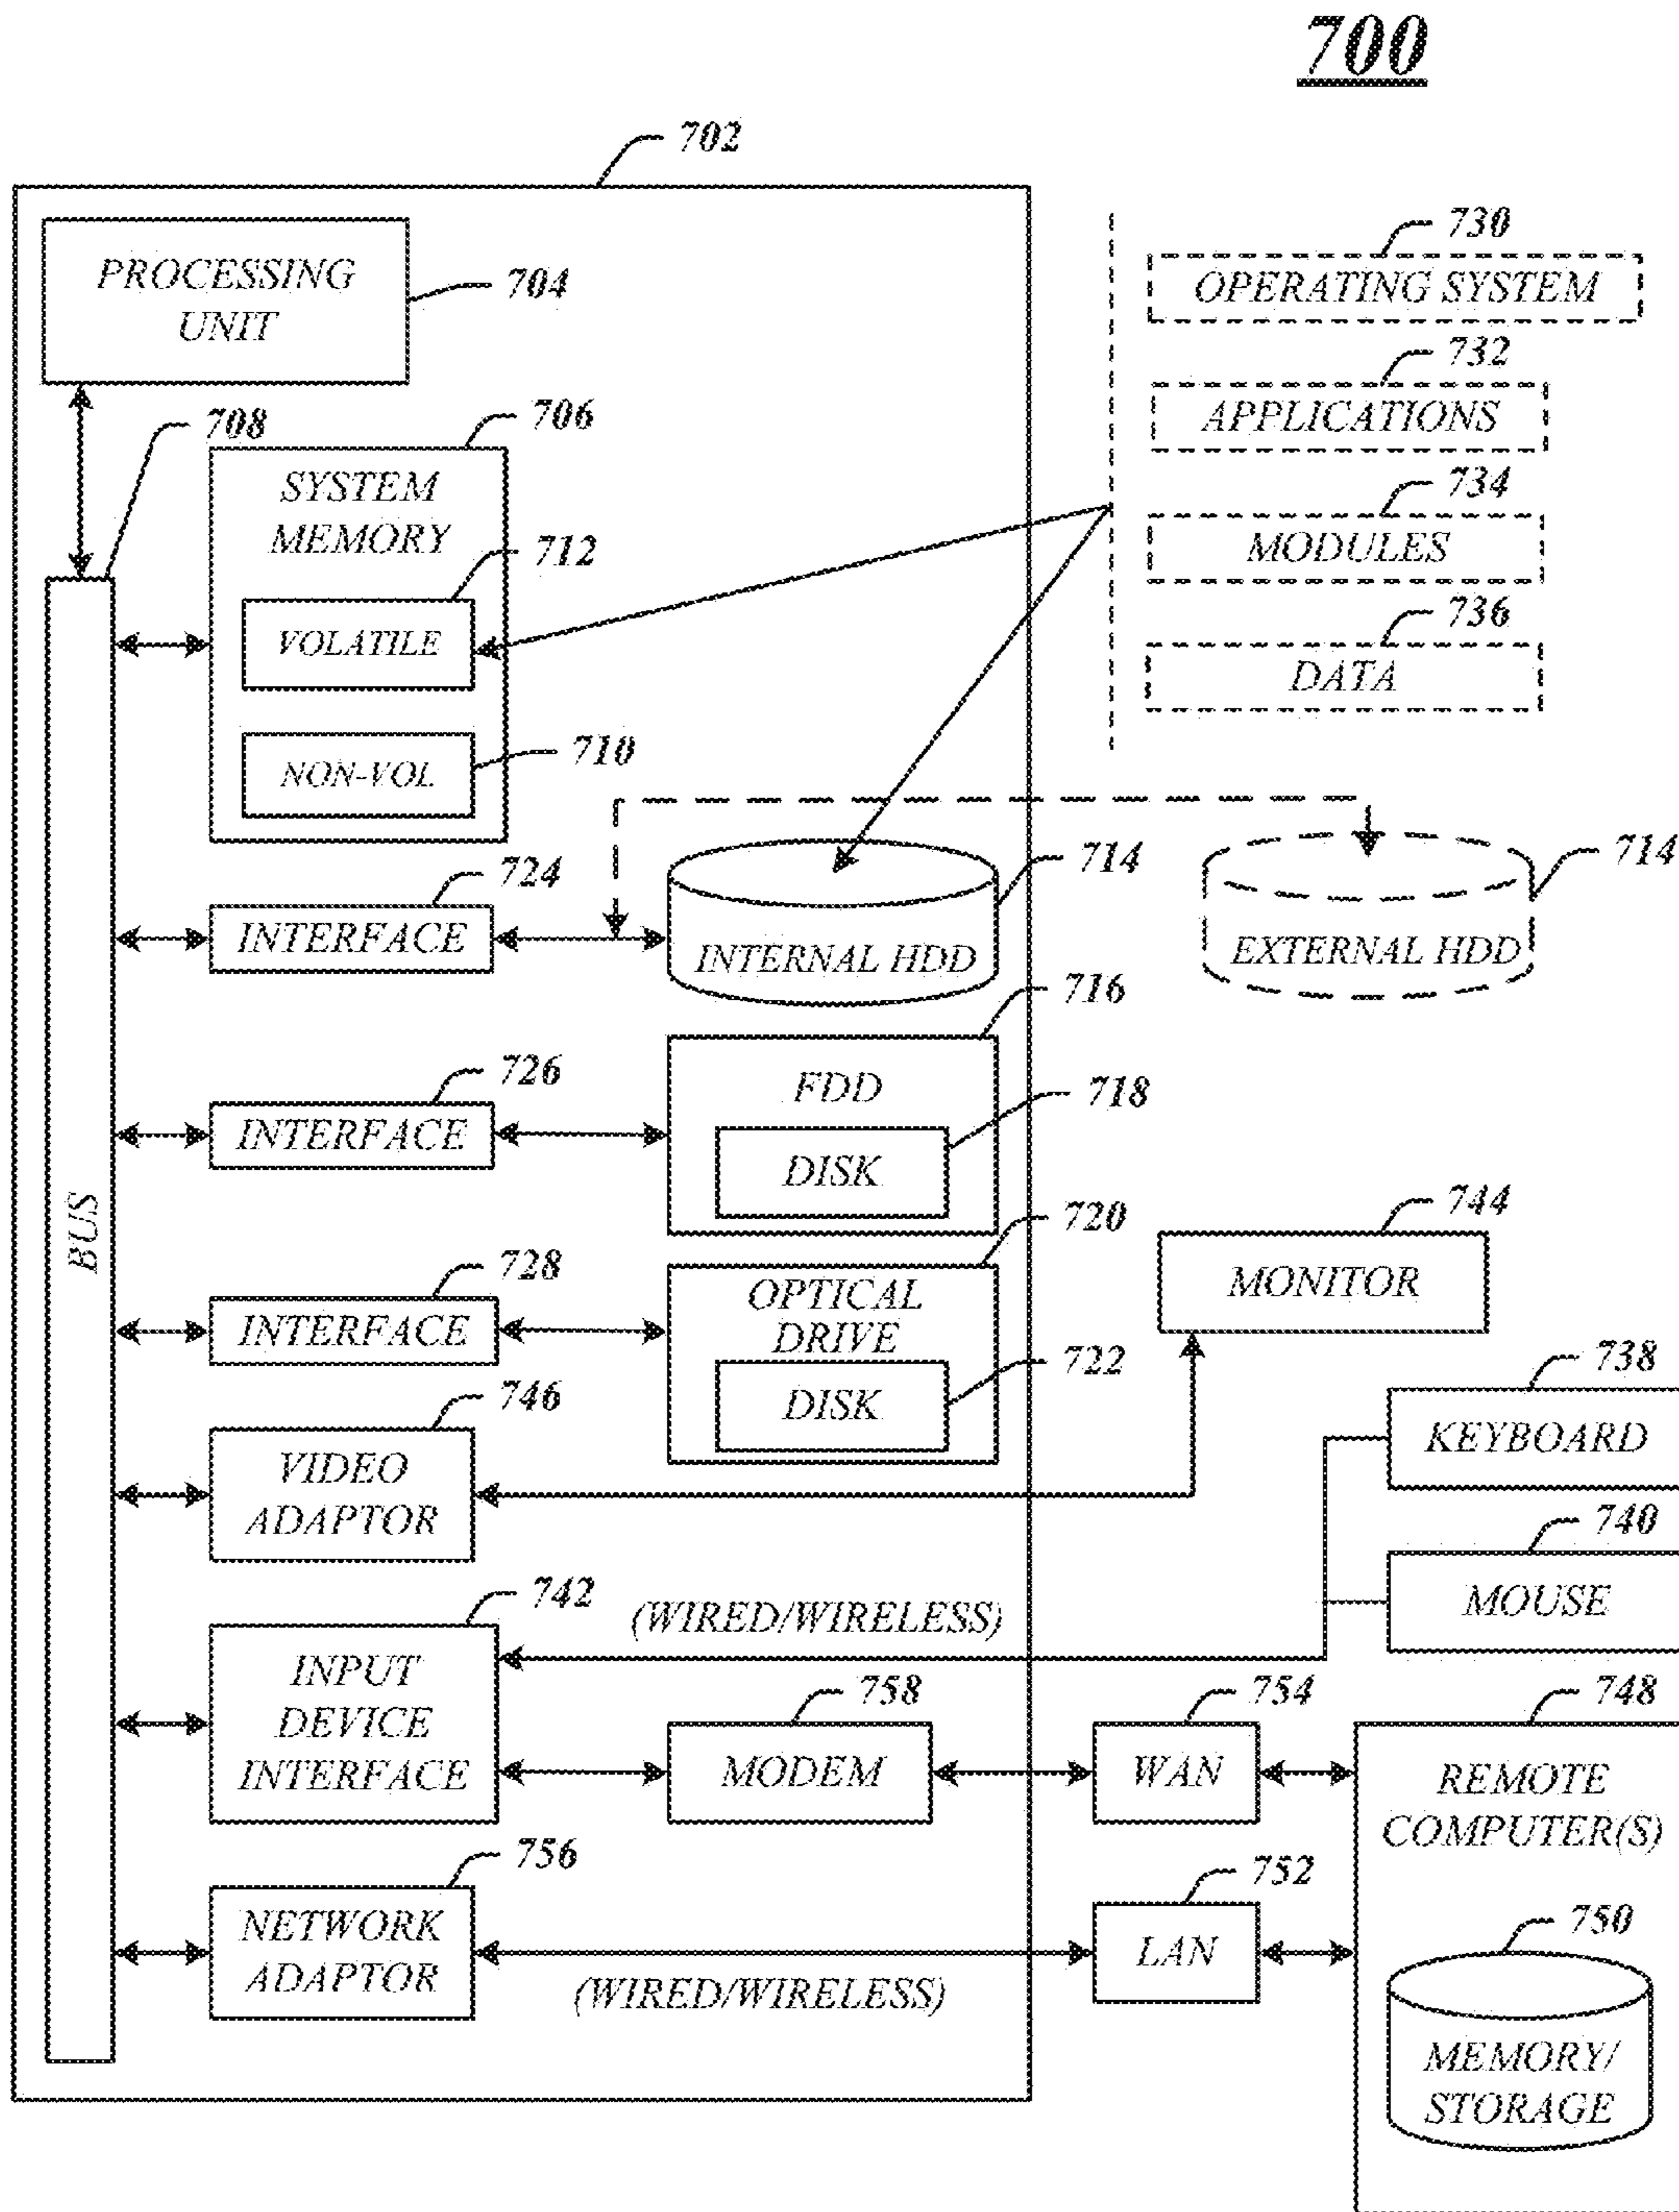 700
702
PROCESSING
UNIT
704
708
706
SYSTEM
MEMORY
712
VOLATILE
710
NON-VOL
730
OPERATING SYSTEM
732
APPLICATIONS
734
MODULES
736
DATA
BUS
724
INTERFACE
714
INTERNAL HDD
714
EXTERNAL HDD
726
INTERFACE
716
FDD
718
DISK
728
INTERFACE
720
OPTICAL
DRIVE
722
DISK
744
MONITOR
746
VIDEO
ADAPTOR
738
KEYBOARD
740
MOUSE
742
INPUT
DEVICE
INTERFACE
(WIRED/WIRELESS)
758
MODEM
754
WAN
748
REMOTE
COMPUTER(S)
756
NETWORK
ADAPTOR
(WIRED/WIRELESS)
752
LAN
750
MEMORY/
STORAGE